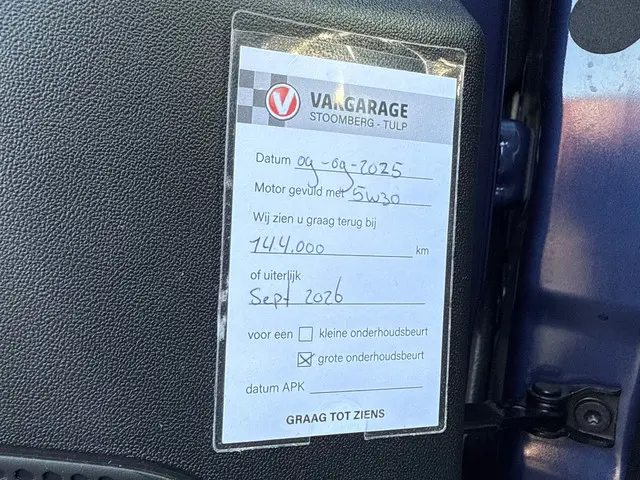 V VAKGARAGE
STOOMBERG - TULP
Datum 09-09-2025
Motor gevuld met 5W30
Wij zien u graag terug bij
144.000 km
of uiterlijk
Sept 2026
voor een kleine onderhoudsbeurt
grote onderhoudsbeurt
datum APK
GRAAG TOT ZIENS